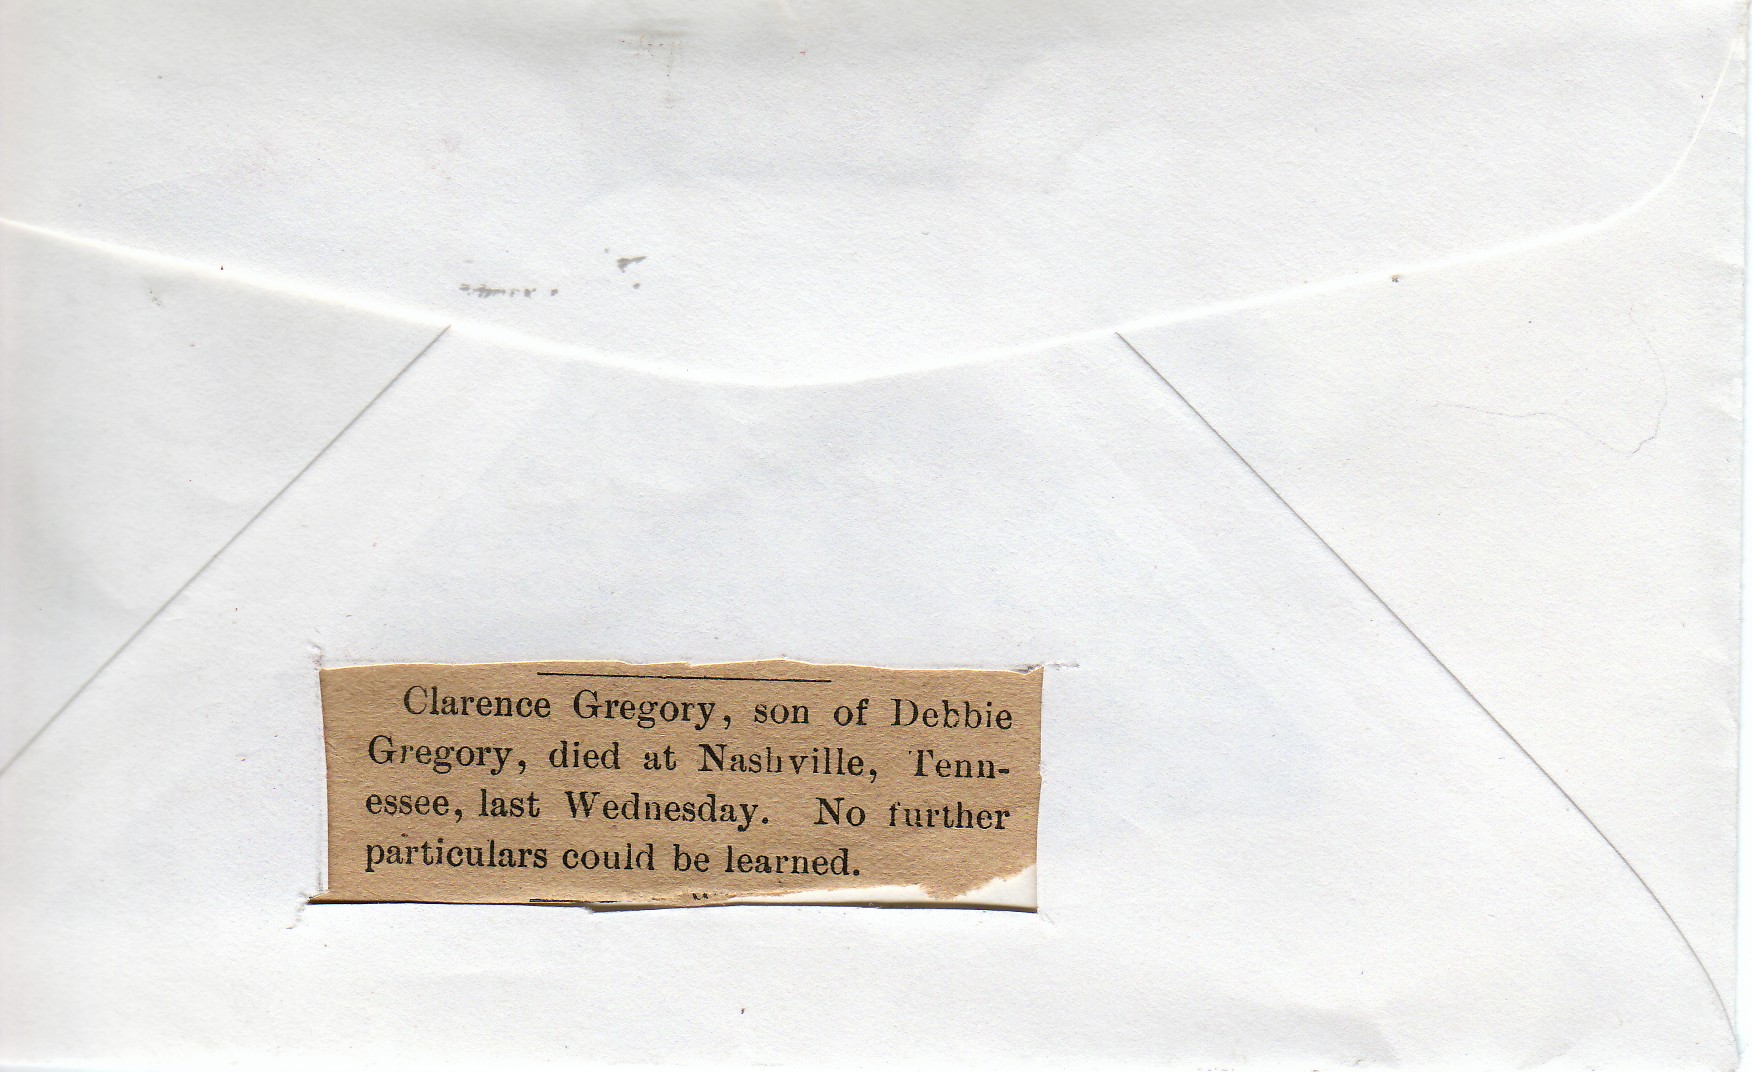 Clarence Gregory, son of Debbie
Gregory, died at Nashville, Tenn-
essee, last Wednesday. No further
particulars could be learned.